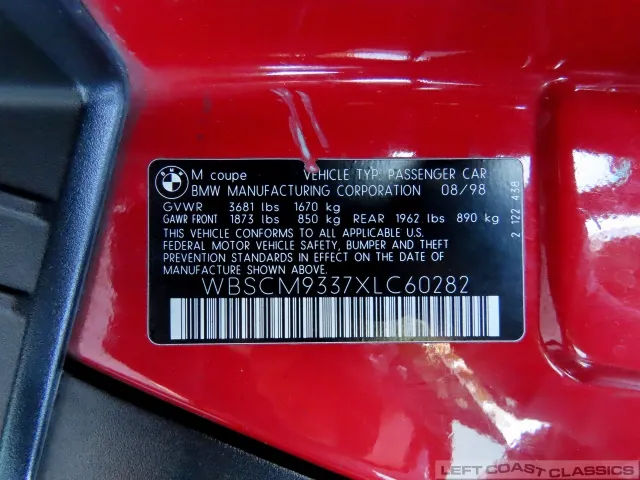 BMW
M coupe VEHICLE TYP: PASSENGER CAR
BMW MANUFACTURING CORPORATION 08/98
GVWR 3681 lbs 1670 kg
GAWR FRONT 1873 lbs 850 kg REAR 1962 lbs 890 kg
THIS VEHICLE CONFORMS TO ALL APPLICABLE U.S.
FEDERAL MOTOR VEHICLE SAFETY, BUMPER AND THEFT
PREVENTION STANDARDS IN EFFECT ON THE DATE OF
MANUFACTURE SHOWN ABOVE.
WBSCM9337XLC60282
2 122 438
LEFT COAST CLASSICS